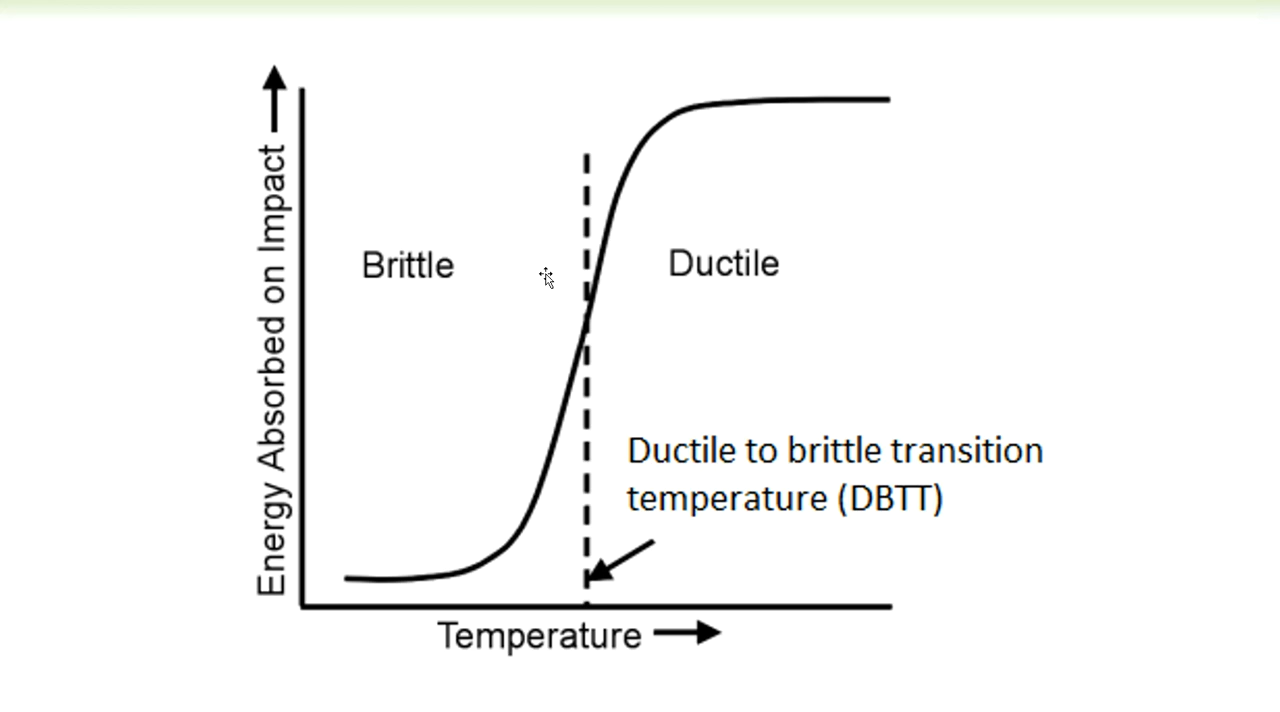 Energy Absorbed on Impact
Brittle
Ductile
Ductile to brittle transition
temperature (DBTT)
Temperature